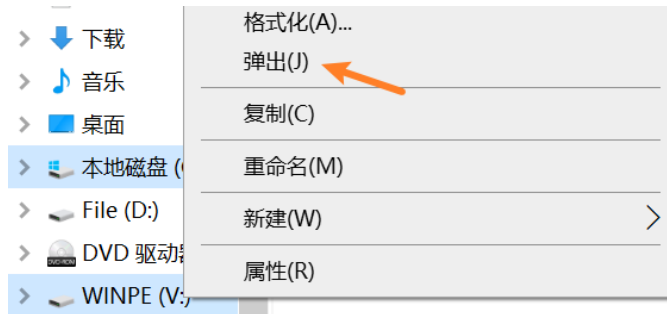 下载
音乐
桌面
本地磁盘 (
File (D:)
DVD 驱动
WINPE (V:)
格式化(A)...
弹出(J)
复制(C)
重命名(M)
新建(W)
属性(R)